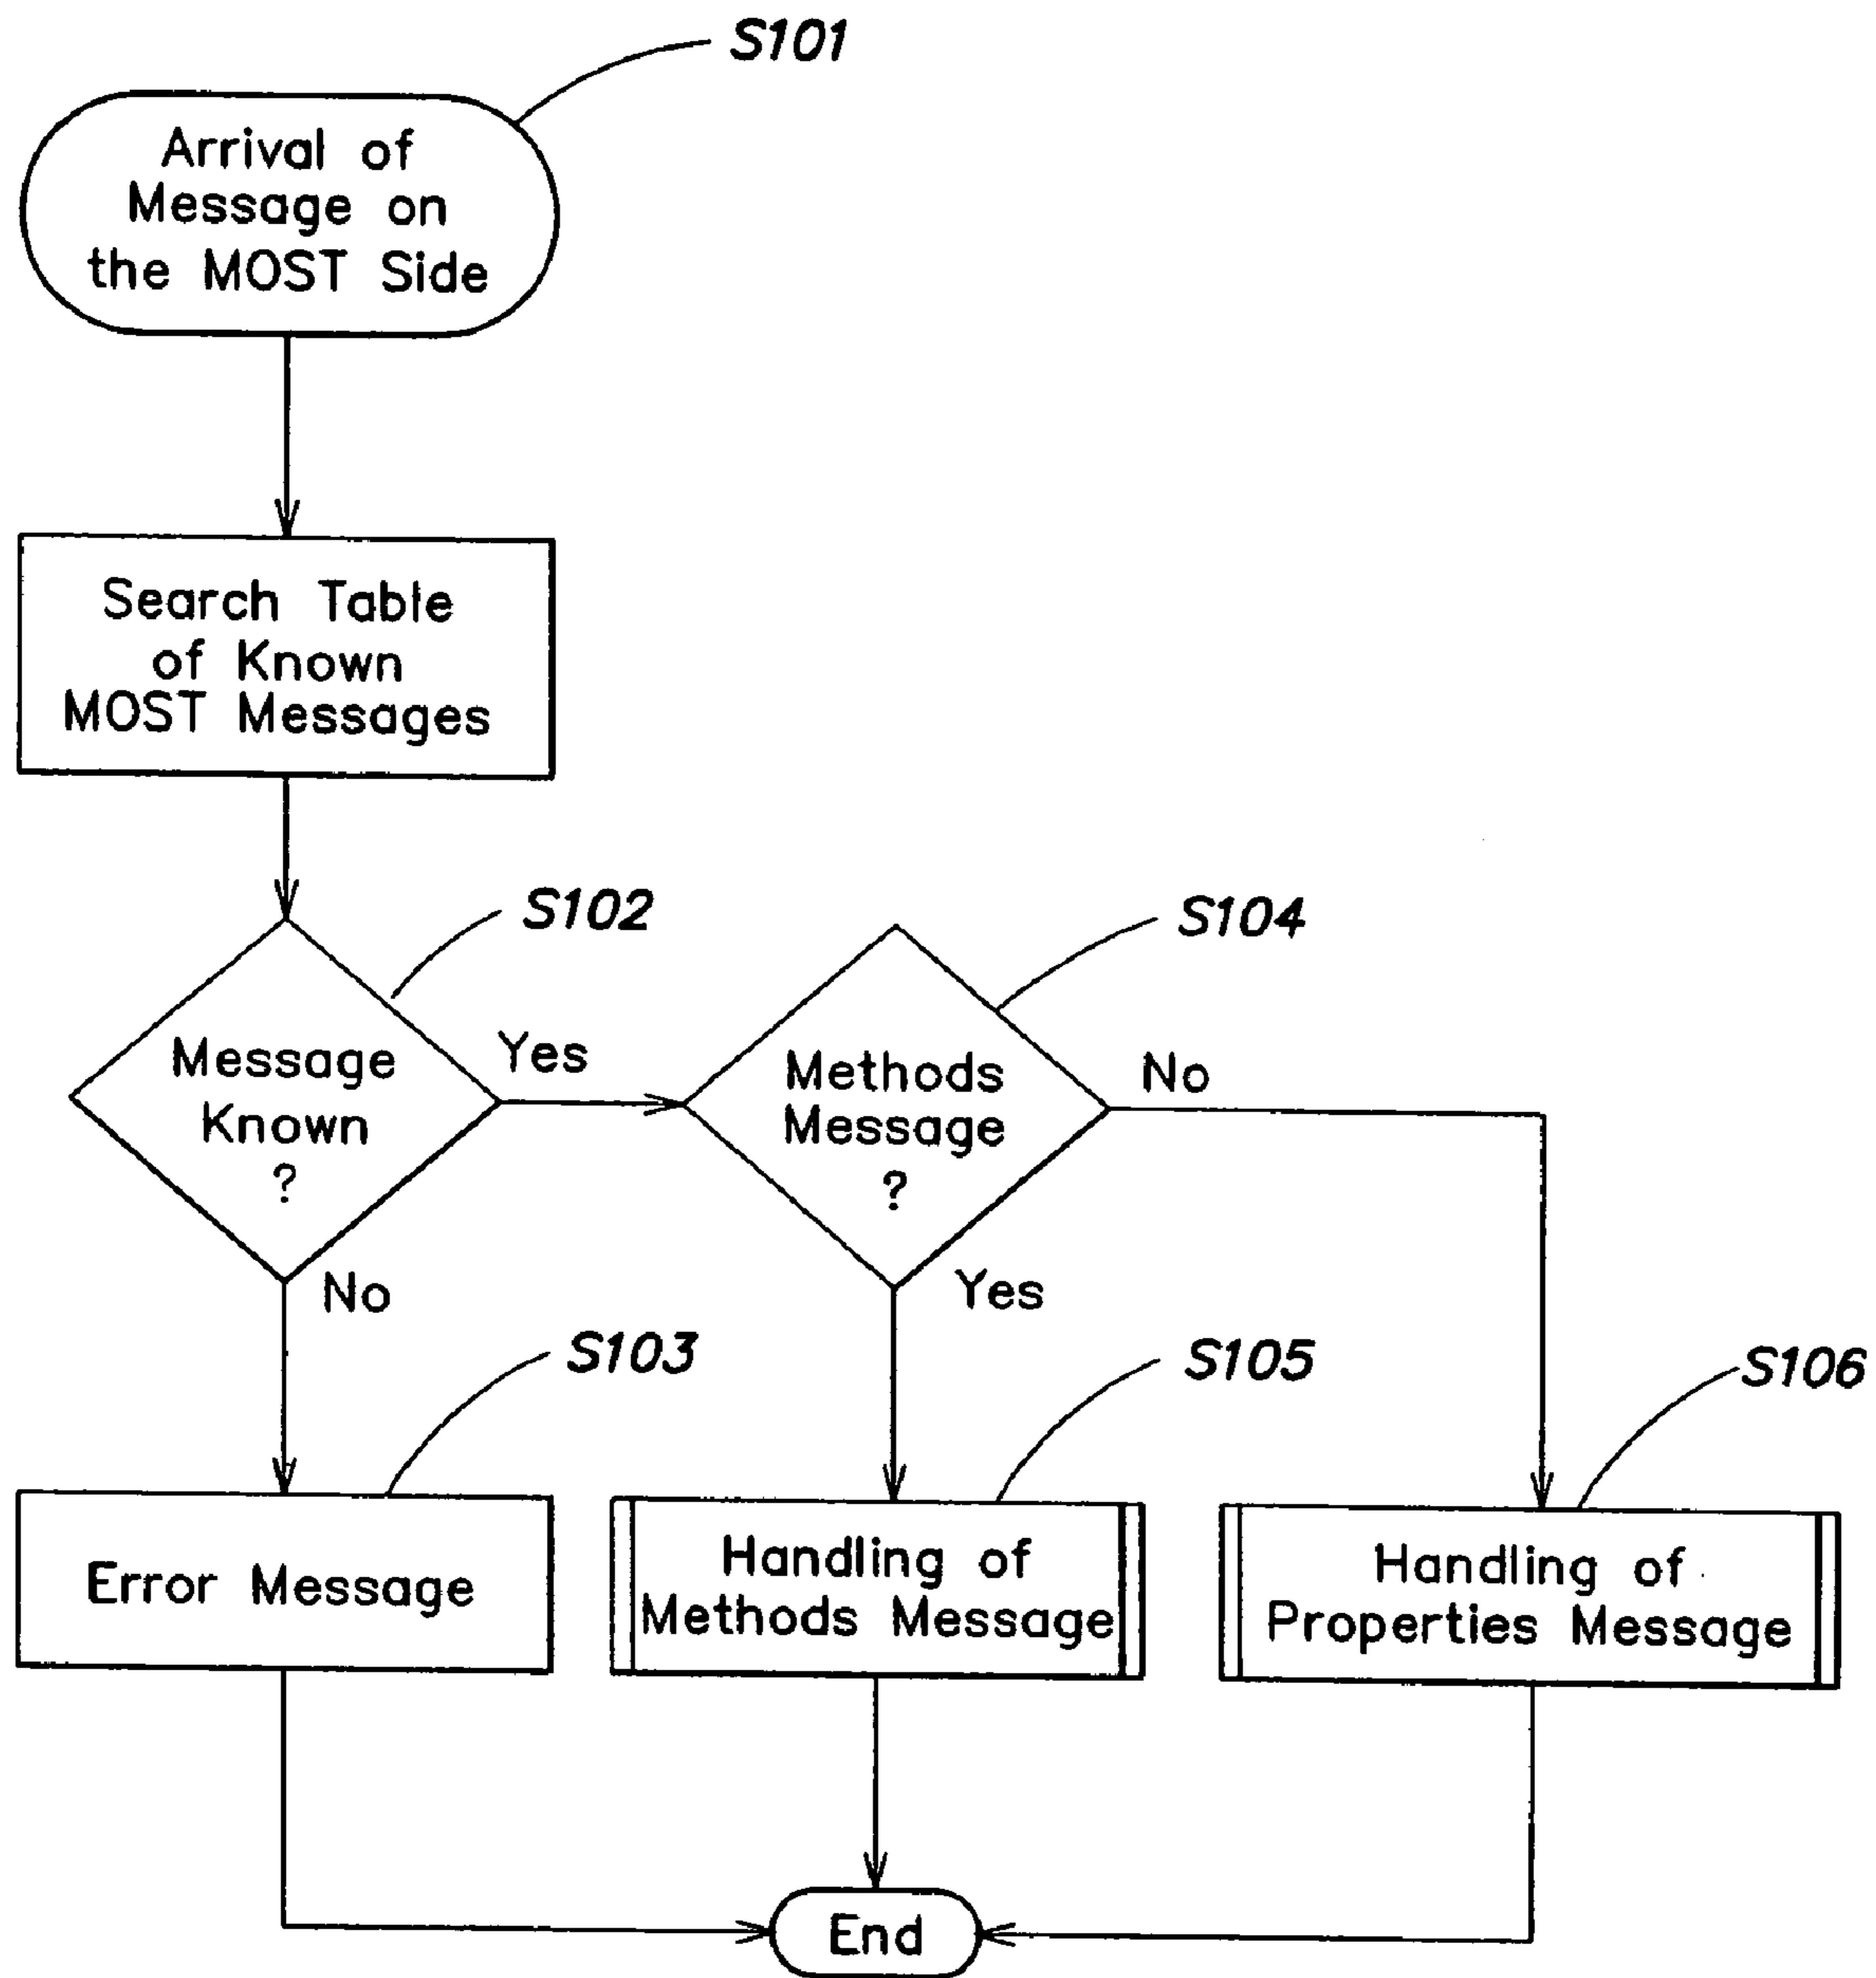 S101
Arrival of
Message on
the MOST Side
Search Table
of Known
MOST Messages
S102
S104
Message
Known
?
Yes
Methods
Message
?
No
No
Yes
S103
S105
S106
Error Message
Handling of
Methods Message
Handling of
Properties Message
End